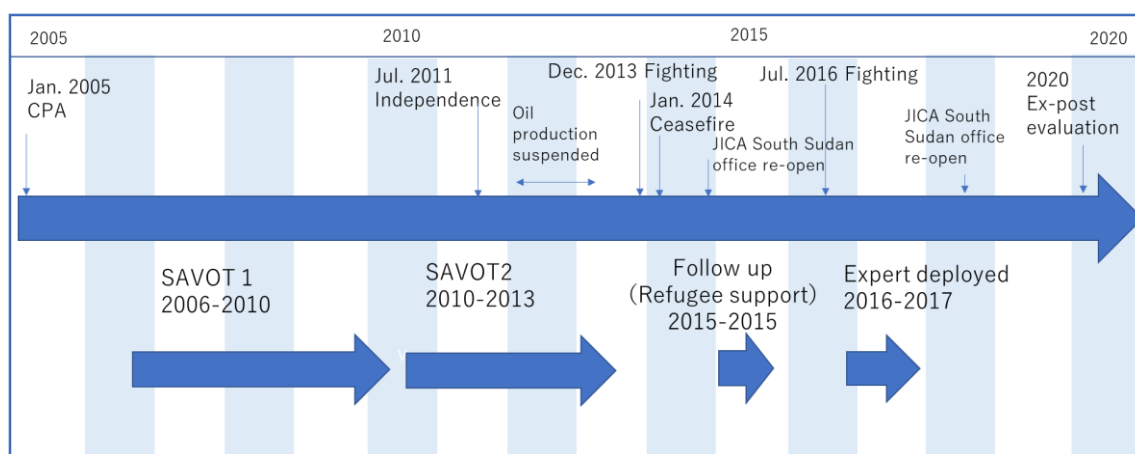 2005
2010
2015
2020
Jan. 2005
CPA
Jul. 2011
Independence
Oil
production
suspended
Dec. 2013 Fighting
Jan. 2014
Ceasefire
JICA South Sudan
office re-open
Jul. 2016 Fighting
JICA South
Sudan office
re-open
2020
Ex-post
evaluation
SAVOT 1
2006-2010
SAVOT2
2010-2013
Follow up
(Refugee support)
2015-2015
Expert deployed
2016-2017